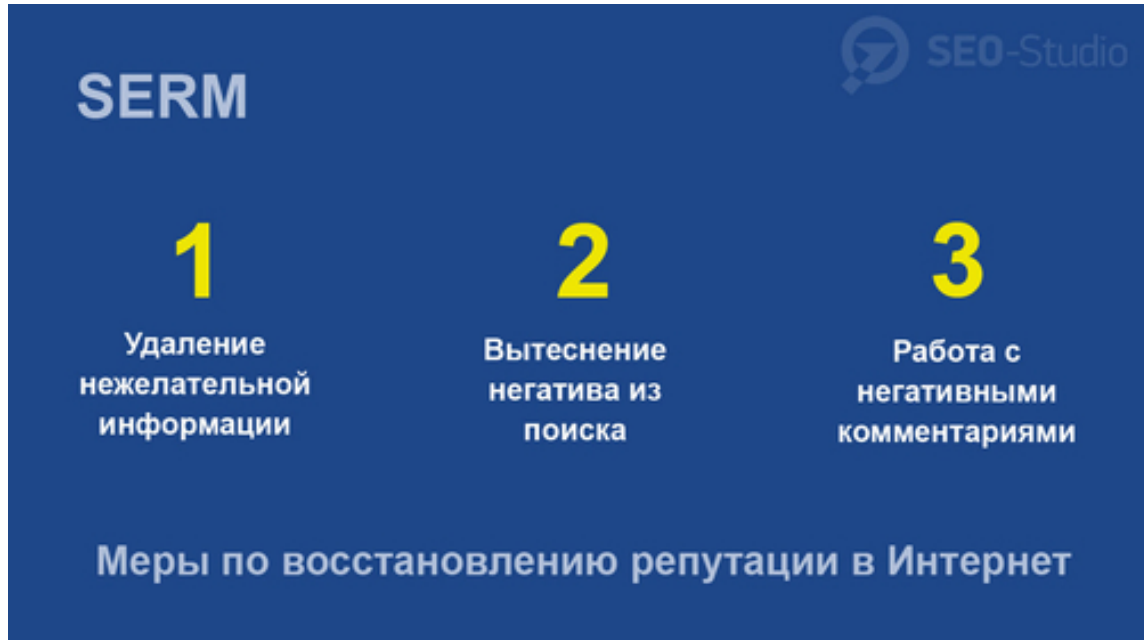 SEO-Studio
SERM
1
Удаление
нежелательной
информации
2
Вытеснение
негатива из
поиска
3
Работа с
негативными
комментариями
Меры по восстановлению репутации в Интернет